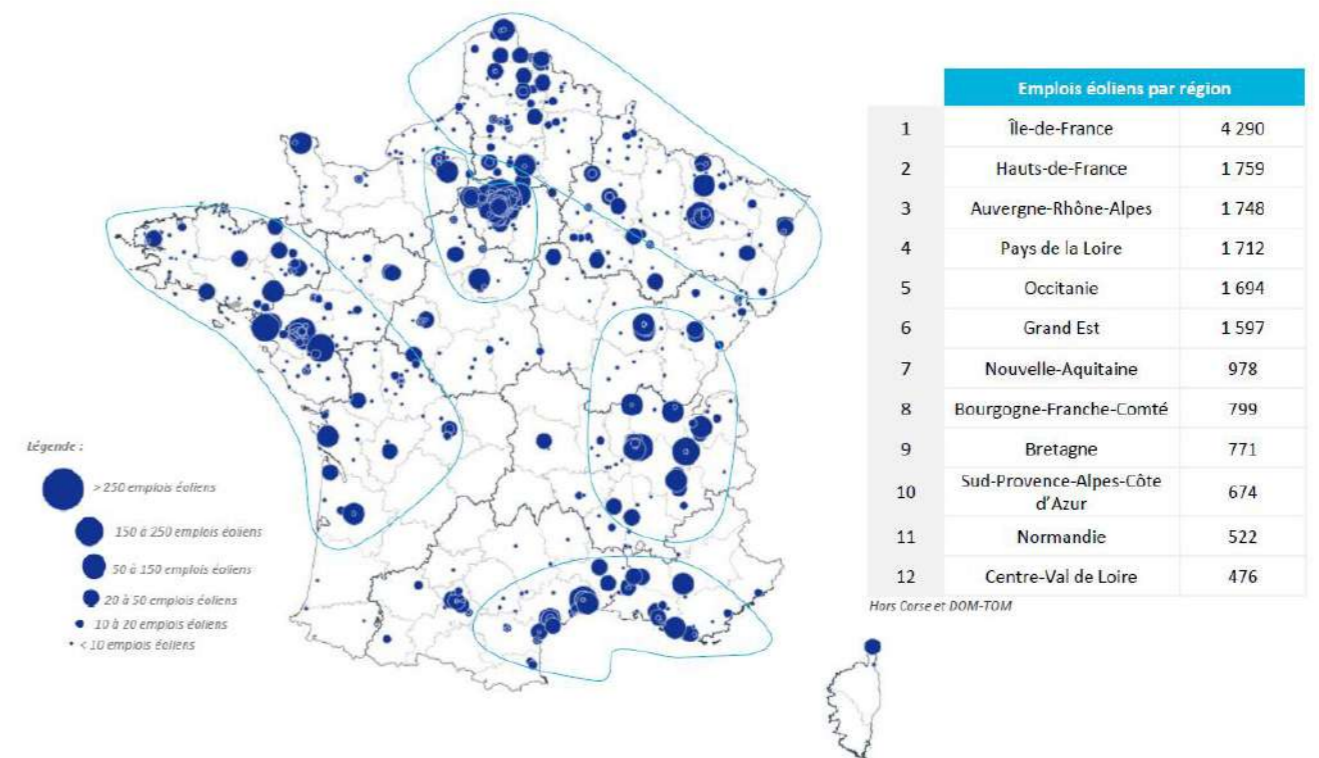 Légende :
> 250 emplois éoliens
150 à 250 emplois éoliens
50 à 150 emplois éoliens
20 à 50 emplois éoliens
10 à 20 emplois éoliens
< 10 emplois éoliens
Emplois éoliens par région
1 Île-de-France 4 290
2 Hauts-de-France 1 759
3 Auvergne-Rhône-Alpes 1 748
4 Pays de la Loire 1 712
5 Occitanie 1 694
6 Grand Est 1 597
7 Nouvelle-Aquitaine 978
8 Bourgogne-Franche-Comté 799
9 Bretagne 771
10 Sud-Provence-Alpes-Côte
d'Azur 674
11 Normandie 522
12 Centre-Val de Loire 476
Hors Corse et DOM-TOM